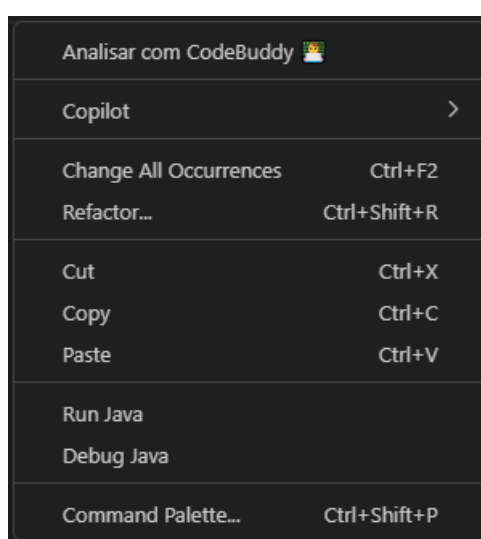 Analisar com CodeBuddy 👨‍💻
Copilot
Change All Occurrences Ctrl+F2
Refactor... Ctrl+Shift+R
Cut Ctrl+X
Copy Ctrl+C
Paste Ctrl+V
Run Java
Debug Java
Command Palette... Ctrl+Shift+P